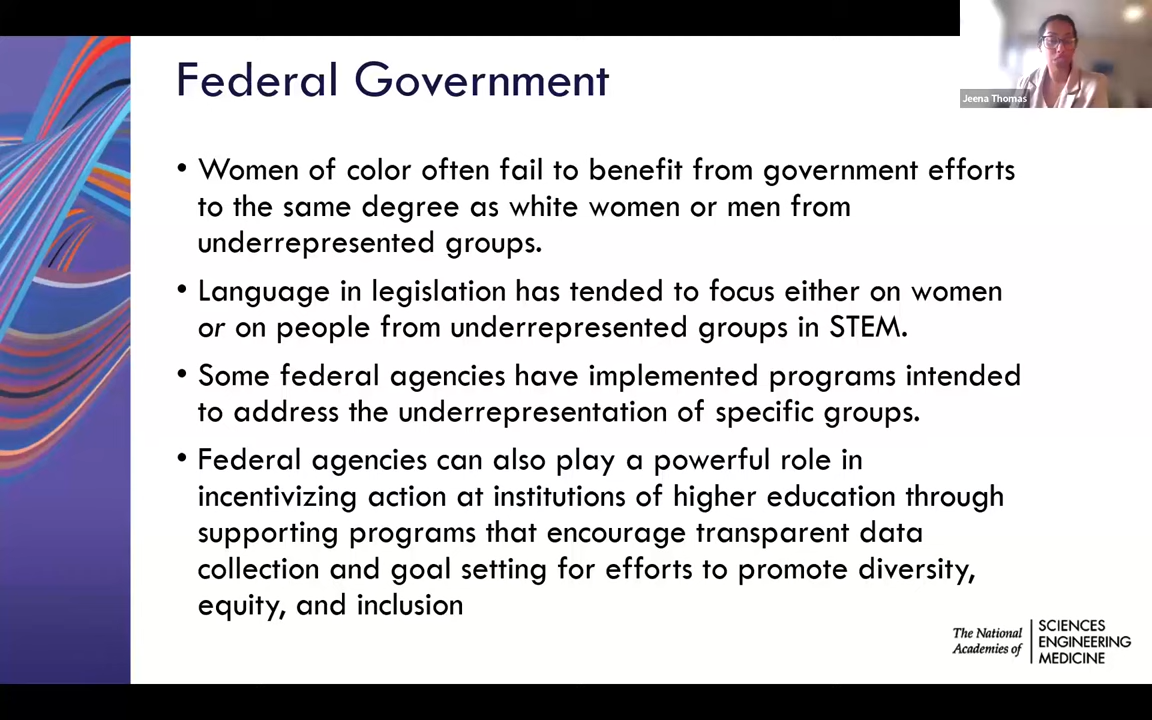 Federal Government
Jeena Thomas
• Women of color often fail to benefit from government efforts
to the same degree as white women or men from
underrepresented groups.
• Language in legislation has tended to focus either on women
or on people from underrepresented groups in STEM.
• Some federal agencies have implemented programs intended
to address the underrepresentation of specific groups.
• Federal agencies can also play a powerful role in
incentivizing action at institutions of higher education through
supporting programs that encourage transparent data
collection and goal setting for efforts to promote diversity,
equity, and inclusion
The National
Academies of
SCIENCES
ENGINEERING
MEDICINE